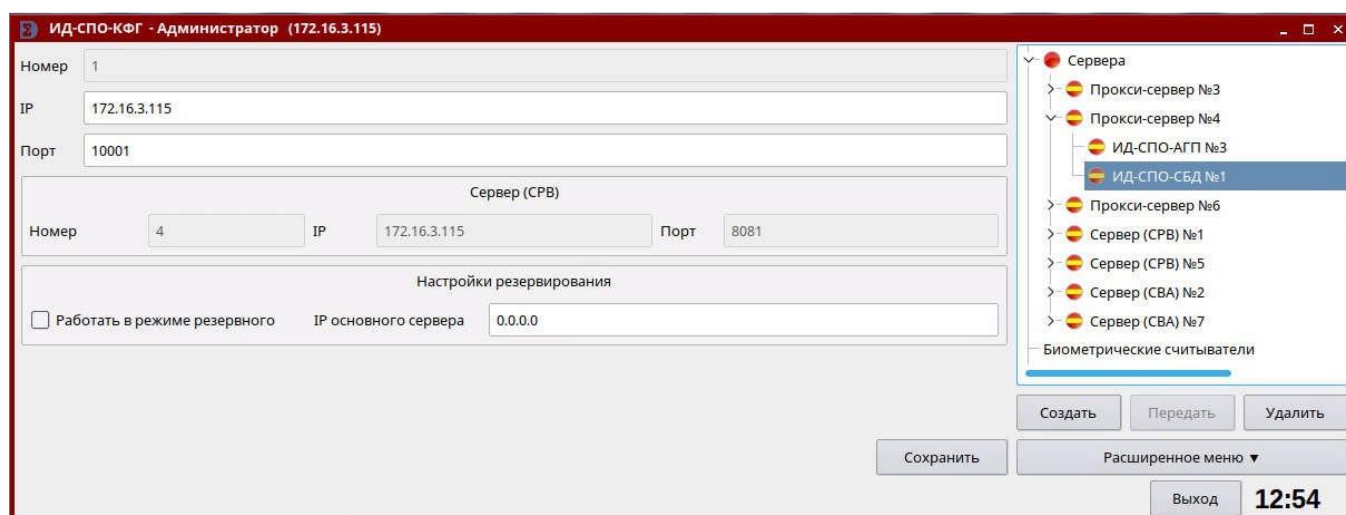 ИД-СПО-КФГ - Администратор (172.16.3.115)
Номер 1
IP 172.16.3.115
Порт 10001
Сервер (СРВ)
Номер 4 IP 172.16.3.115 Порт 8081
Настройки резервирования
Работать в режиме резервного IP основного сервера 0.0.0.0
Сервера
Прокси-сервер №3
Прокси-сервер №4
ИД-СПО-АГП №3
ИД-СПО-СБД №1
Прокси-сервер №6
Сервер (СРВ) №1
Сервер (СРВ) №5
Сервер (СВА) №2
Сервер (СВА) №7
Биометрические считыватели
Создать Передать Удалить
Сохранить Расширенное меню ▼
Выход 12:54